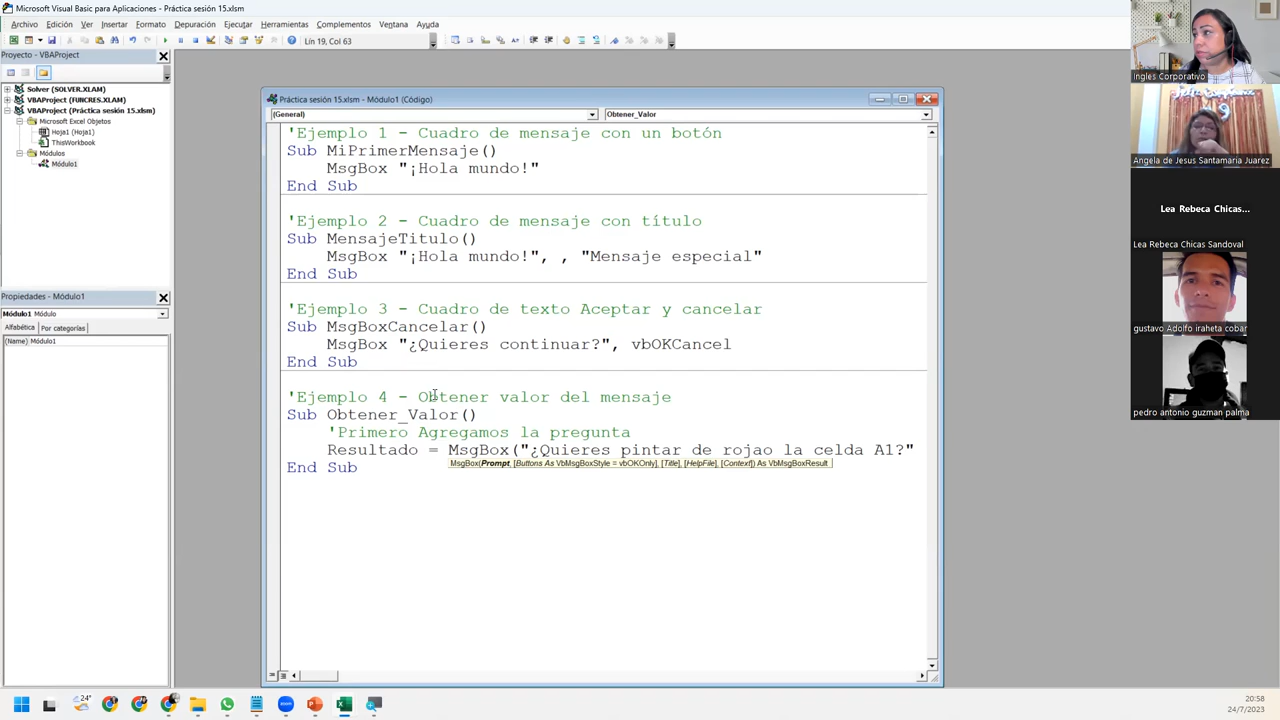 Microsoft Visual Basic para Aplicaciones - Práctica sesión 15.xlsm
Archivo Edición Ver Insertar Formato Depuración Ejecutar Herramientas Complementos Ventana Ayuda
Lín 19, Col 63
Proyecto - VBAProject
Solver (SOLVER.XLAM)
VBAProject (FUNCRES.XLAM)
VBAProject (Práctica sesión 15.xlsm)
Microsoft Excel Objetos
Hoja1 (Hoja1)
ThisWorkbook
Módulos
Módulo1
Propiedades - Módulo1
Módulo1 Módulo
Alfabética Por categorías
(Name) Módulo1
Práctica sesión 15.xlsm - Módulo1 (Código)
(General) Obtener_Valor
'Ejemplo 1 - Cuadro de mensaje con un botón
Sub MiPrimerMensaje()
MsgBox "¡Hola mundo!"
End Sub
'Ejemplo 2 - Cuadro de mensaje con título
Sub MensajeTitulo()
MsgBox "¡Hola mundo!", , "Mensaje especial"
End Sub
'Ejemplo 3 - Cuadro de texto Aceptar y cancelar
Sub MsgBoxCancelar()
MsgBox "¿Quieres continuar?", vbOKCancel
End Sub
'Ejemplo 4 - Obtener valor del mensaje
Sub Obtener_Valor()
'Primero Agregamos la pregunta
Resultado = MsgBox("¿Quieres pintar de rojao la celda A1?"
MsgBox(Prompt, [Buttons As VbMsgBoxStyle = vbOKOnly], [Title], [HelpFile], [Context]) As VbMsgBoxResult
End Sub
Ingles Corporativo
9
Angela de Jesus Santamaria Juarez
Lea Rebeca Chicas...
Lea Rebeca Chicas Sandoval
gustavo Adolfo iraheta cobar
pedro antonio guzman palma
24°
zoom
20:58
24/7/2023